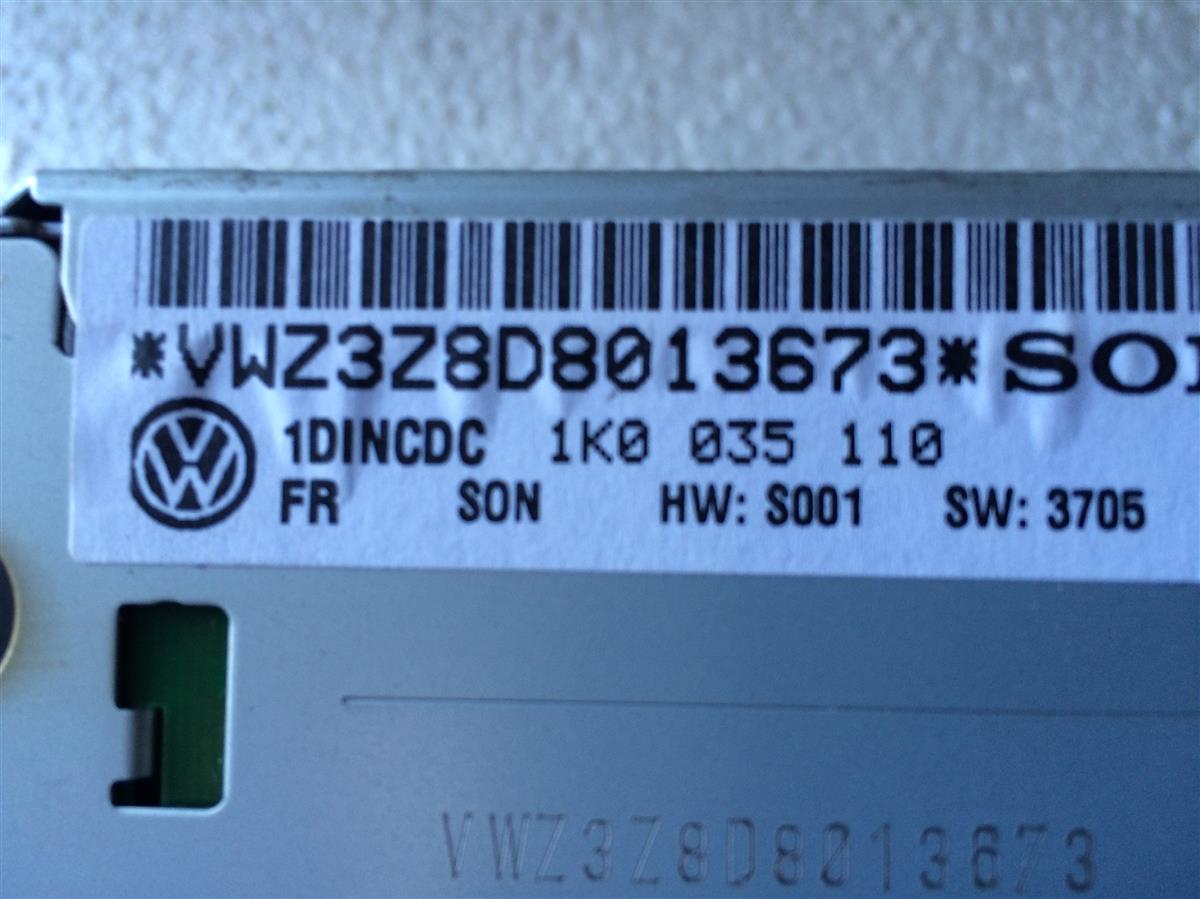 *VWZ3Z8D8013673* SO
1DINCDC 1K0 035 110
FR SON HW: S001 SW: 3705
VWZ3Z8D8013673